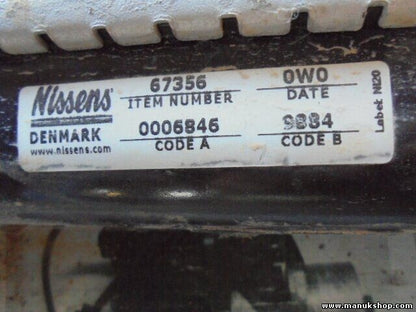 Nissens
DENMARK
www.nissens.com
67356
ITEM NUMBER
0W0
DATE
0006846
CODE A
9884
CODE B
Label: NI20
www.manukshop.com